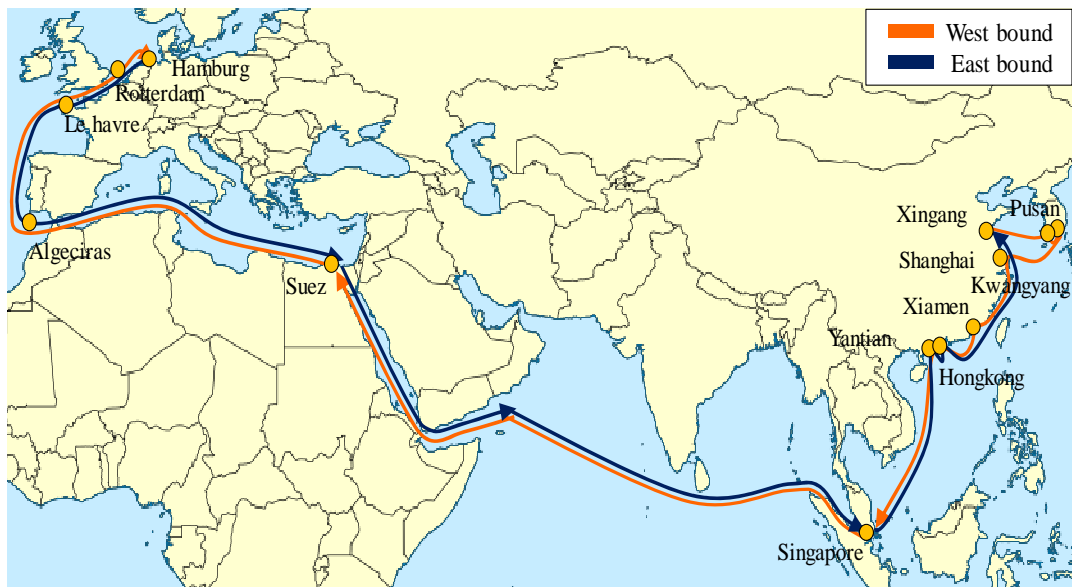 West bound
East bound
Hamburg
Rotterdam
Le havre
Algeciras
Suez
Xingang
Pusan
Shanghai
Kwangyang
Xiamen
Yantian
Hongkong
Singapore